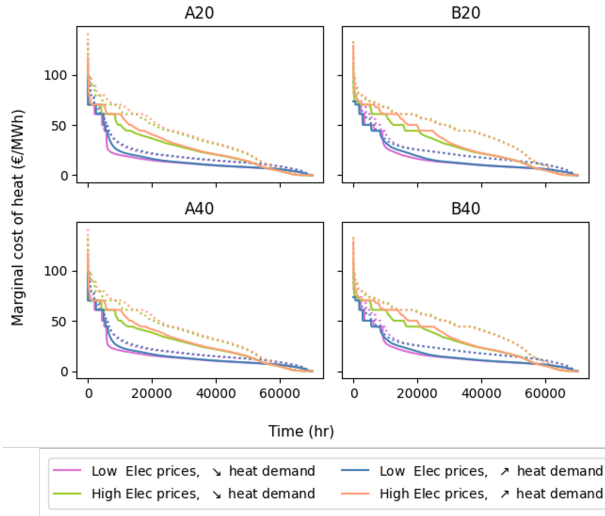 A20
B20
100
50
0
A40
B40
100
50
0
Marginal cost of heat (€/MWh)
0 20000 40000 60000 0 20000 40000 60000
Time (hr)
Low Elec prices, ↘ heat demand
High Elec prices, ↘ heat demand
Low Elec prices, ↗ heat demand
High Elec prices, ↗ heat demand